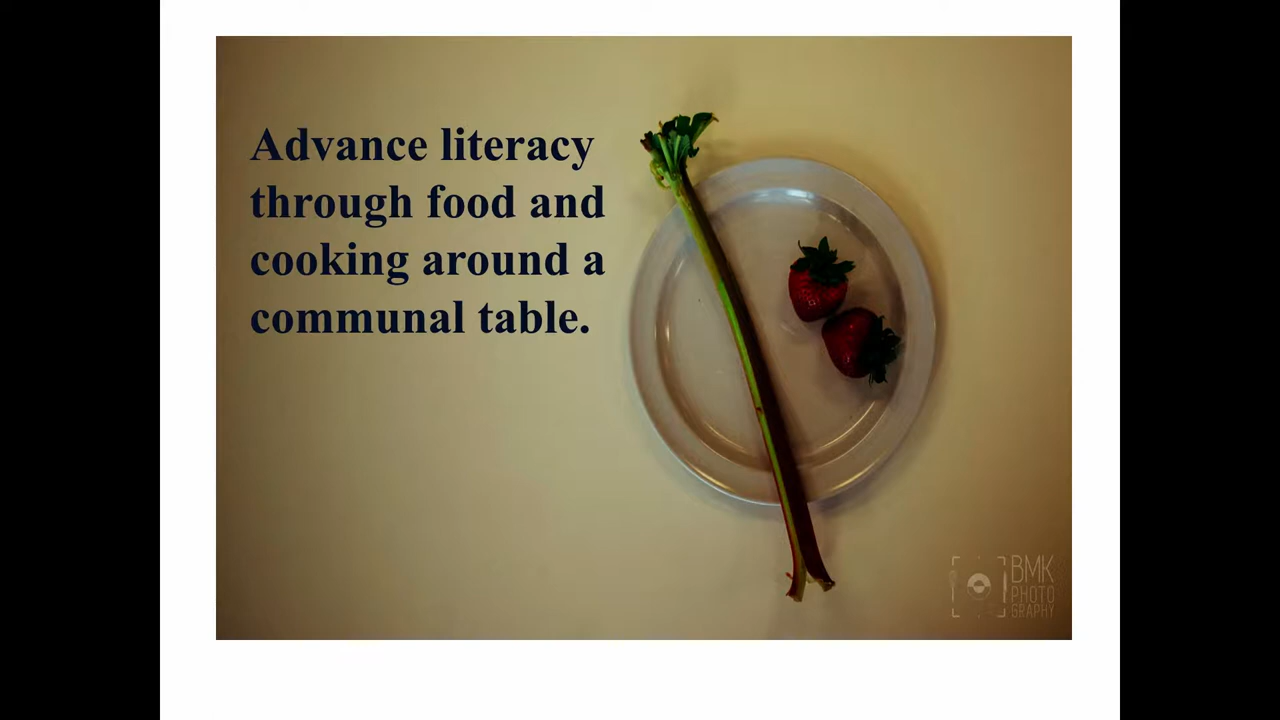 Advance literacy
through food and
cooking around a
communal table.
BMK
PHOTO
GRAPHY